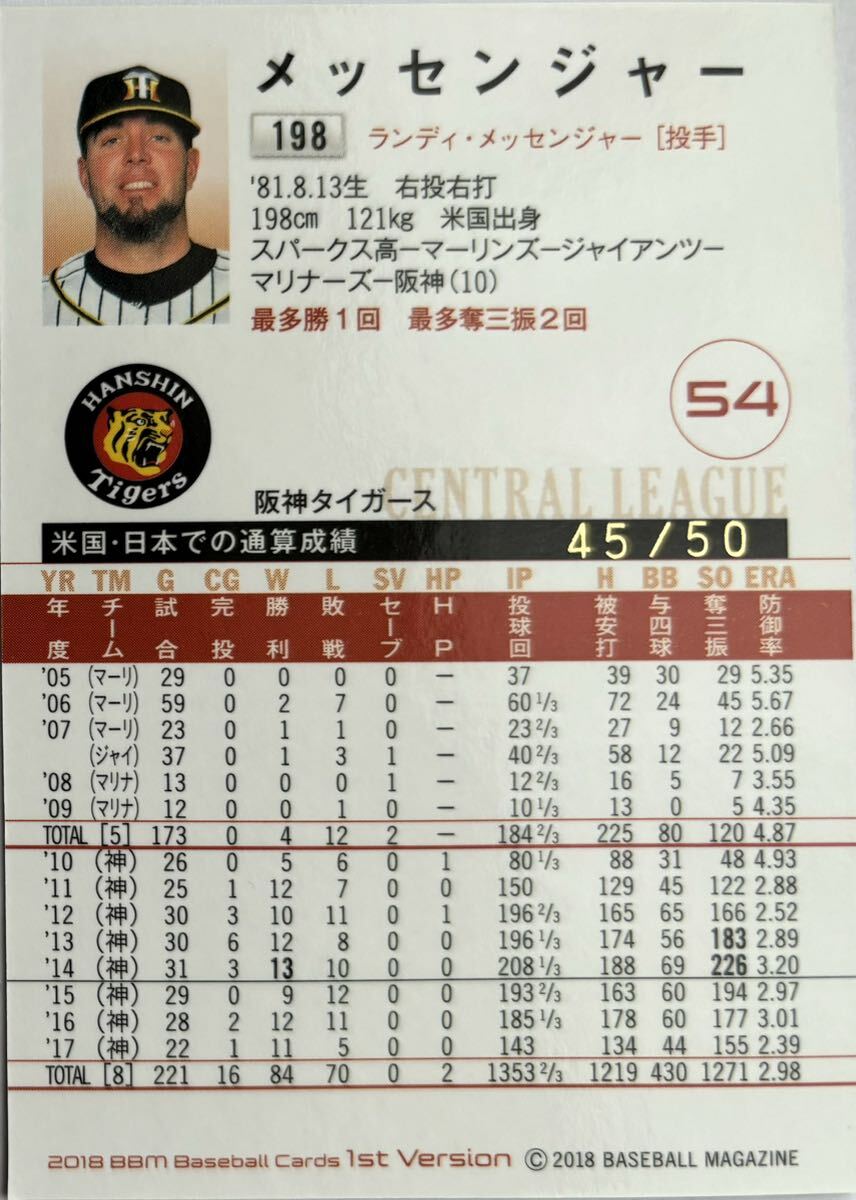 メッセンジャー
198 ランディ・メッセンジャー [投手]
'81.8.13生 右投右打
198cm 121kg 米国出身
スパークス高ーマーリンズージャイアンツー
マリナーズー阪神(10)
最多勝1回 最多奪三振2回
HANSHIN
Tigers
54
CENTRAL LEAGUE
阪神タイガース
米国・日本での通算成績 45/50
YR TM G CG W L SV HP IP H BB SO ERA
年度 チーム 試合 完投 勝利 敗戦 セーブ HP 投球回 被安打 与四球 奪三振 防御率
'05 (マーリ) 29 0 0 0 0 — 37 39 30 29 5.35
'06 (マーリ) 59 0 2 7 0 — 60 1/3 72 24 45 5.67
'07 (マーリ) 23 0 1 1 0 — 23 2/3 27 9 12 2.66
(ジャイ) 37 0 1 3 1 — 40 2/3 58 12 22 5.09
'08 (マリナ) 13 0 0 0 1 — 12 2/3 16 5 7 3.55
'09 (マリナ) 12 0 0 1 0 — 10 1/3 13 0 5 4.35
TOTAL [5] 173 0 4 12 2 — 184 2/3 225 80 120 4.87
'10 (神) 26 0 5 6 0 1 80 1/3 88 31 48 4.93
'11 (神) 25 1 12 7 0 0 150 129 45 122 2.88
'12 (神) 30 3 10 11 0 1 196 2/3 165 65 166 2.52
'13 (神) 30 6 12 8 0 0 196 1/3 174 56 183 2.89
'14 (神) 31 3 13 10 0 0 208 1/3 188 69 226 3.20
'15 (神) 29 0 9 12 0 0 193 2/3 163 60 194 2.97
'16 (神) 28 2 12 11 0 0 185 1/3 178 60 177 3.01
'17 (神) 22 1 11 5 0 0 143 134 44 155 2.39
TOTAL [8] 221 16 84 70 0 2 1353 2/3 1219 430 1271 2.98
2018 BBM Baseball Cards 1st Version © 2018 BASEBALL MAGAZINE